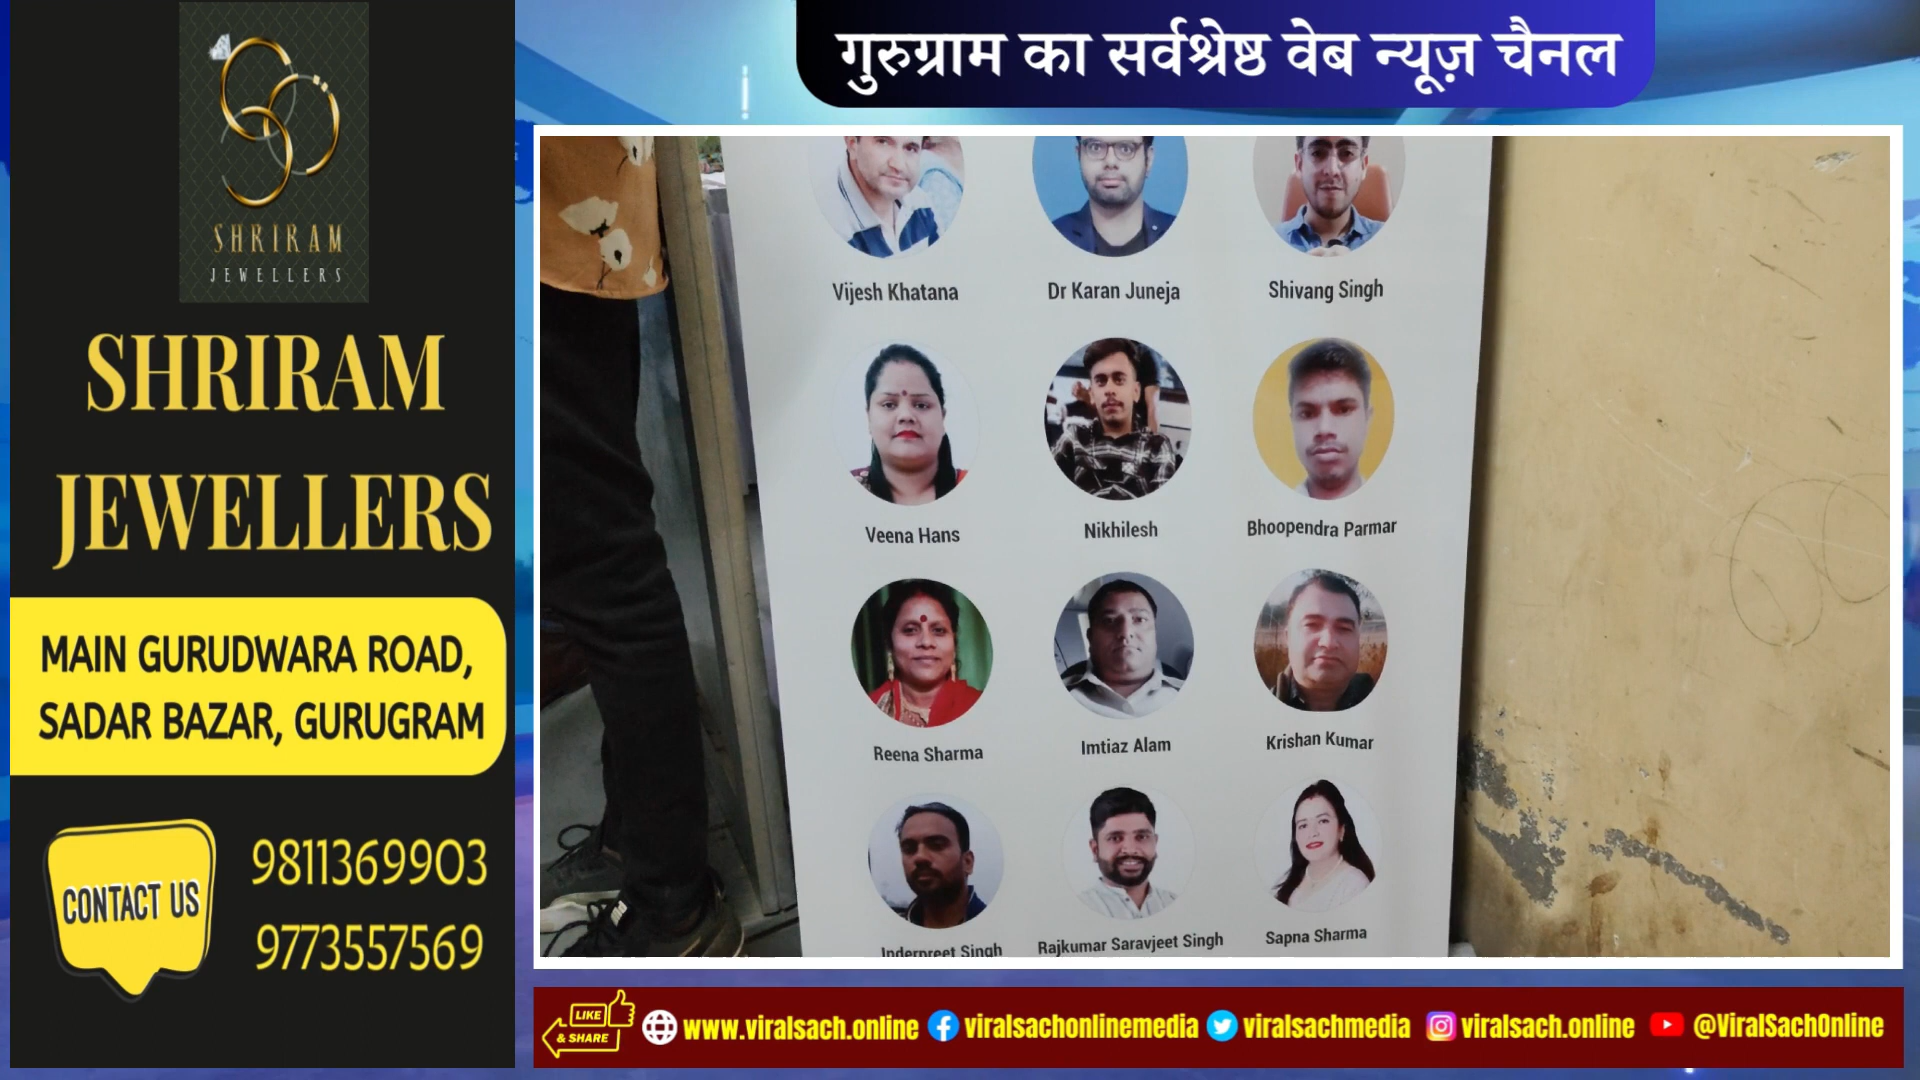 SHRIRAM
JEWELLERS
SHRIRAM
JEWELLERS
MAIN GURUDWARA ROAD,
SADAR BAZAR, GURUGRAM
CONTACT US
9811369903
9773557569
गुरुग्राम का सर्वश्रेष्ठ वेब न्यूज़ चैनल
Vijesh Khatana Dr Karan Juneja Shivang Singh
Veena Hans Nikhilesh Bhoopendra Parmar
Reena Sharma Imtiaz Alam Krishan Kumar
Inderpreet Singh Rajkumar Saravjeet Singh Sapna Sharma
LIKE
& SHARE
www.viralsach.online viralsachonlinemedia viralsachmedia viralsach.online @ViralSachOnline